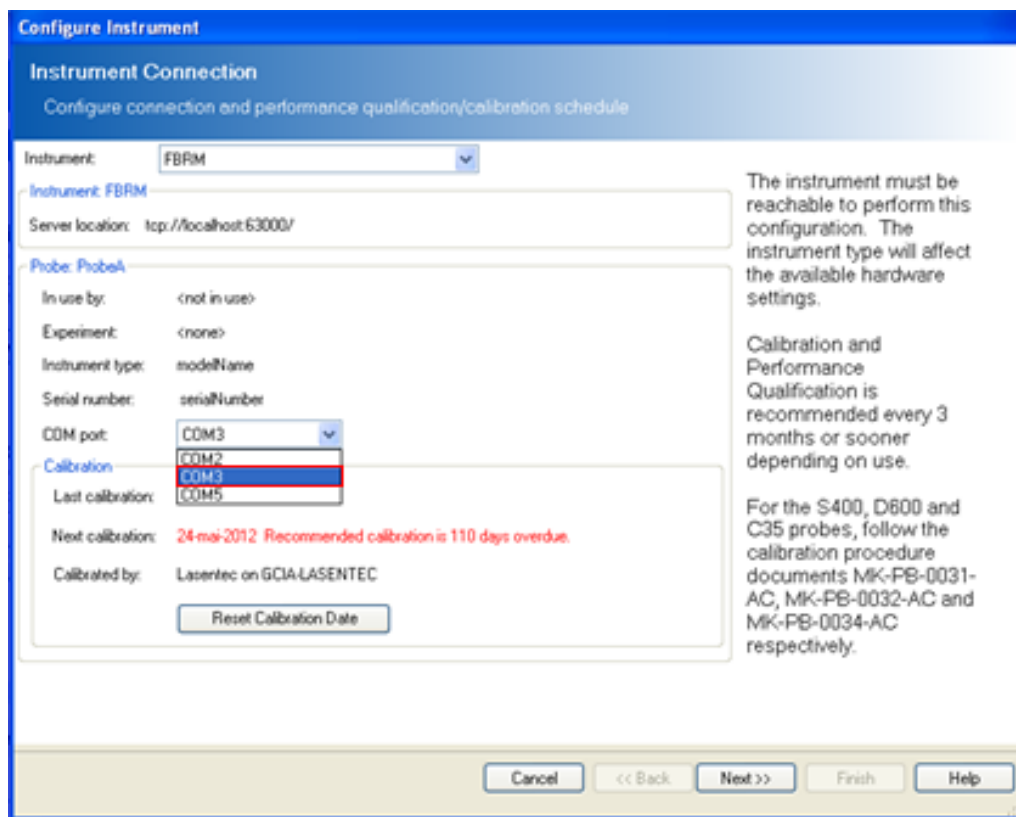 Configure Instrument
Instrument Connection
Configure connection and performance qualification/calibration schedule
Instrument: FBRM
Instrument: FBRM
Server location: tcp://localhost:63000/
Probe: ProbeA
In use by: <not in use>
Experiment: <none>
Instrument type: modelName
Serial number: serialNumber
COM port: COM3
COM2
COM3
COM5
Calibration
Last calibration:
Next calibration: 24-mai-2012 Recommended calibration is 110 days overdue.
Calibrated by: Lasentec on GCIA-LASENTEC
Reset Calibration Date
The instrument must be
reachable to perform this
configuration. The
instrument type will affect
the available hardware
settings.
Calibration and
Performance
Qualification is
recommended every 3
months or sooner
depending on use.
For the S400, D600 and
C35 probes, follow the
calibration procedure
documents MK-PB-0031-
AC, MK-PB-0032-AC and
MK-PB-0034-AC
respectively.
Cancel << Back Next >> Finish Help